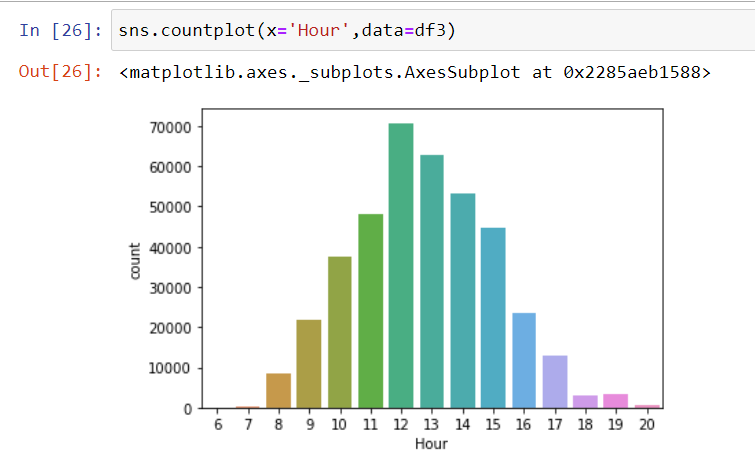 In [26]: sns.countplot(x='Hour',data=df3)
Out[26]: <matplotlib.axes._subplots.AxesSubplot at 0x2285aeb1588>
70000
60000
50000
40000
30000
20000
10000
0
count
6 7 8 9 10 11 12 13 14 15 16 17 18 19 20
Hour